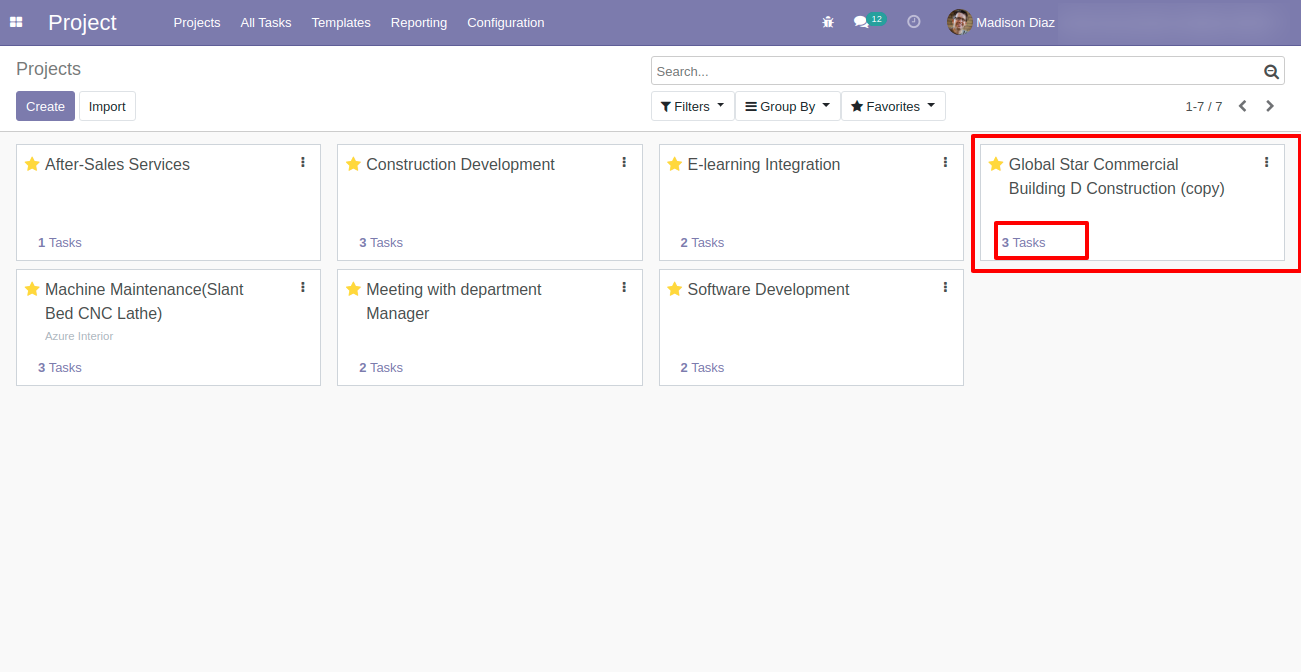 Project
Projects All Tasks Templates Reporting Configuration
12
Madison Diaz
Projects
Search...
Create Import
Filters Group By Favorites
1-7 / 7
After-Sales Services
1 Tasks
Construction Development
3 Tasks
E-learning Integration
2 Tasks
Global Star Commercial
Building D Construction (copy)
3 Tasks
Machine Maintenance(Slant
Bed CNC Lathe)
Azure Interior
3 Tasks
Meeting with department
Manager
2 Tasks
Software Development
2 Tasks